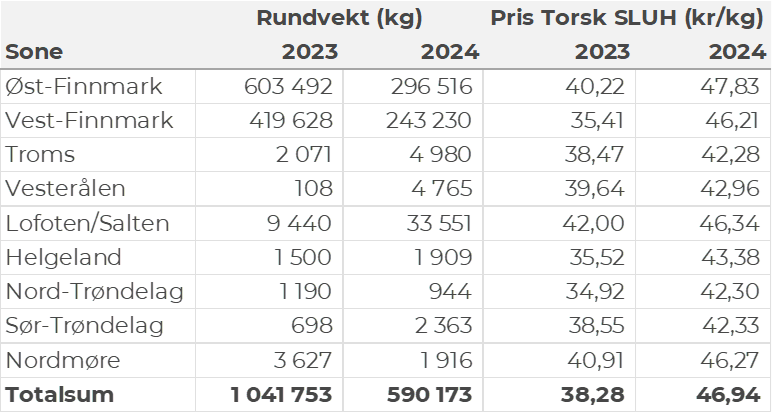 Rundvekt (kg) Pris Torsk SLUH (kr/kg)
Sone 2023 2024 2023 2024
Øst-Finnmark 603 492 296 516 40,22 47,83
Vest-Finnmark 419 628 243 230 35,41 46,21
Troms 2 071 4 980 38,47 42,28
Vesterålen 108 4 765 39,64 42,96
Lofoten/Salten 9 440 33 551 42,00 46,34
Helgeland 1 500 1 909 35,52 43,38
Nord-Trøndelag 1 190 944 34,92 42,30
Sør-Trøndelag 698 2 363 38,55 42,33
Nordmøre 3 627 1 916 40,91 46,27
Totalsum 1 041 753 590 173 38,28 46,94